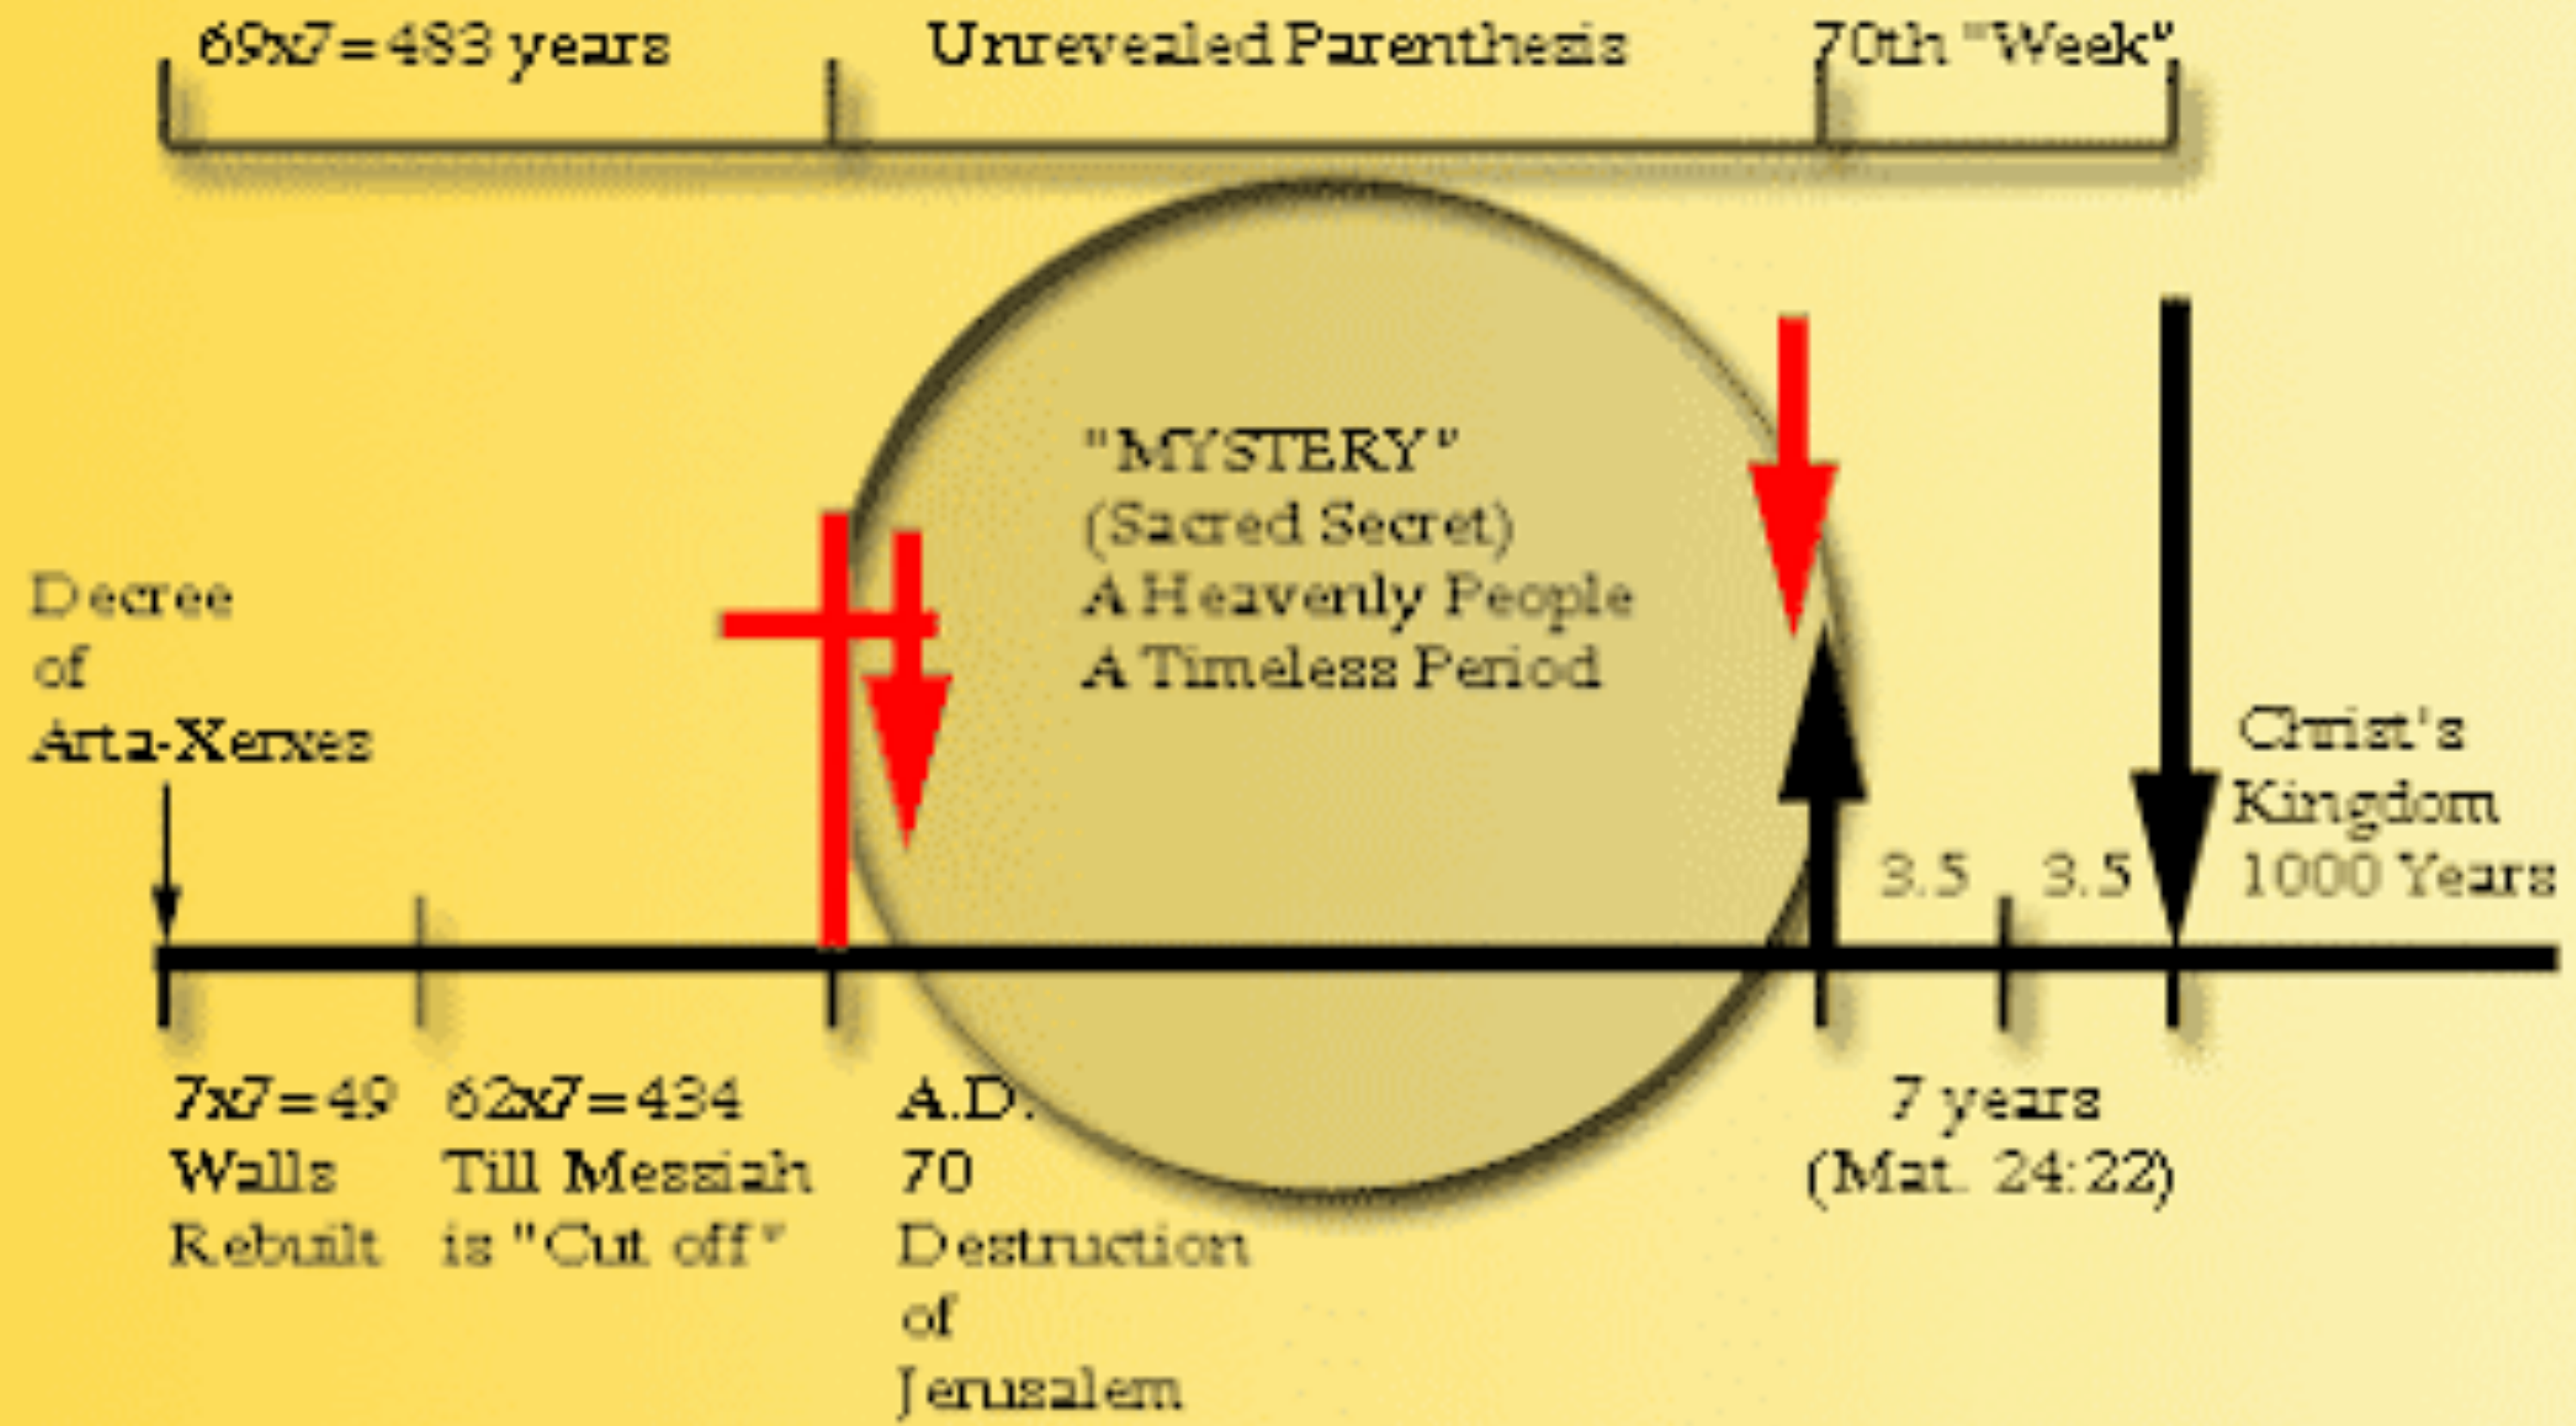 69x7=483 years
Unrevealed Parenthesis
70th "Week"
"MYSTERY"
(Sacred Secret)
A Heavenly People
A Timeless Period
Decree
of
Arta-Xerxes
Christ's
Kingdom
1000 Years
3.5
3.5
7x7=49
Walls
Rebuilt
62x7=434
Till Messiah
is "Cut off"
A.D.
70
Destruction
of
Jerusalem
7 years
(Mat. 24:22)